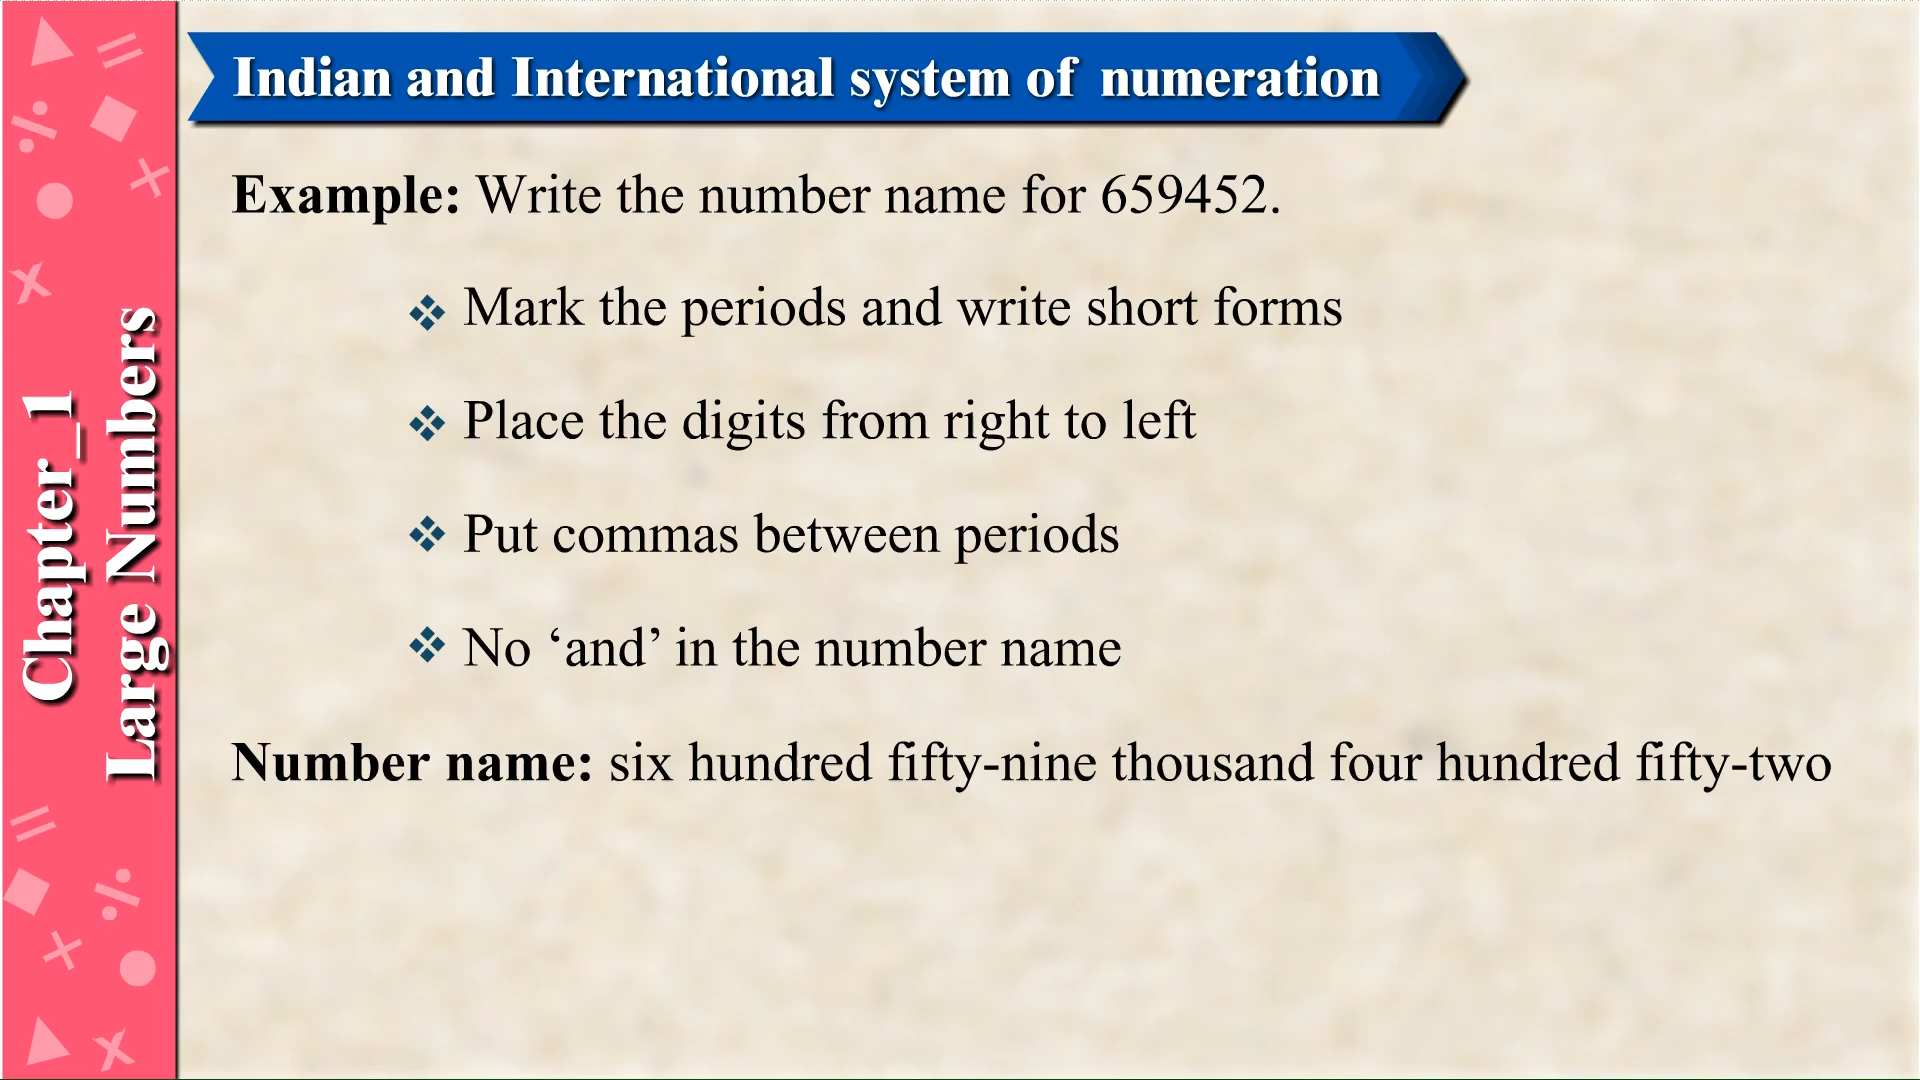 Chapter_1
Large Numbers
Indian and International system of numeration
Example: Write the number name for 659452.
❖ Mark the periods and write short forms
❖ Place the digits from right to left
❖ Put commas between periods
❖ No ‘and’ in the number name
Number name: six hundred fifty-nine thousand four hundred fifty-two